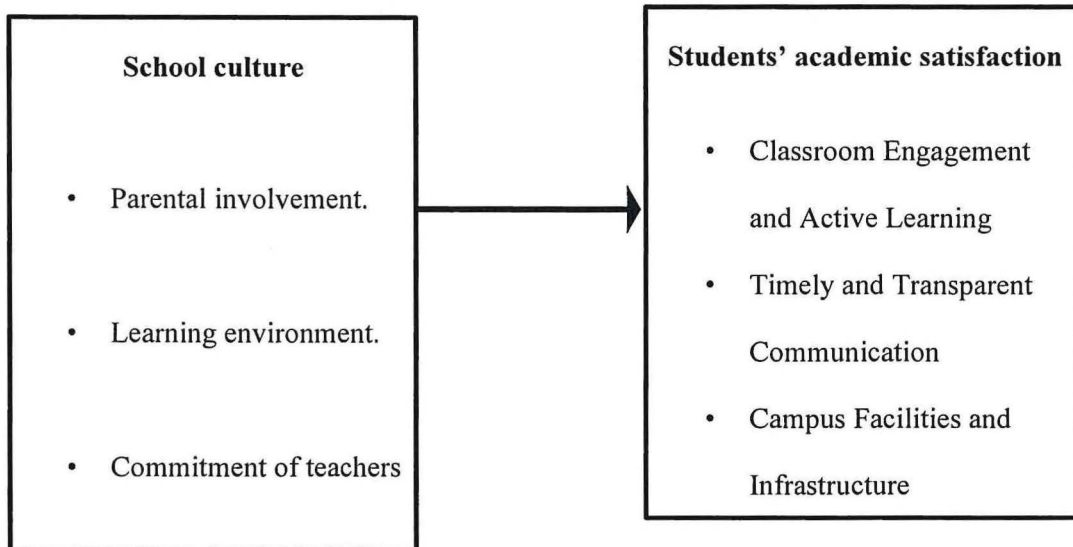 School culture
• Parental involvement.
• Learning environment.
• Commitment of teachers
Students’ academic satisfaction
• Classroom Engagement
and Active Learning
• Timely and Transparent
Communication
• Campus Facilities and
Infrastructure